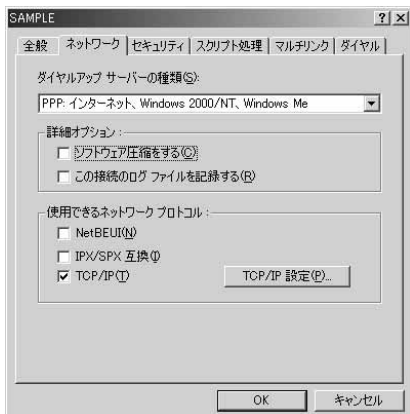 SAMPLE
全般 ネットワーク セキュリティ スクリプト処理 マルチリンク ダイヤル
ダイヤルアップ サーバーの種類(S):
PPP: インターネット、Windows 2000/NT、Windows Me
詳細オプション :
ソフトウェア圧縮をする(C)
この接続のログ ファイルを記録する(R)
使用できるネットワーク プロトコル :
NetBEUI(N)
IPX/SPX 互換(I)
TCP/IP(T)
TCP/IP 設定(P)...
OK キャンセル